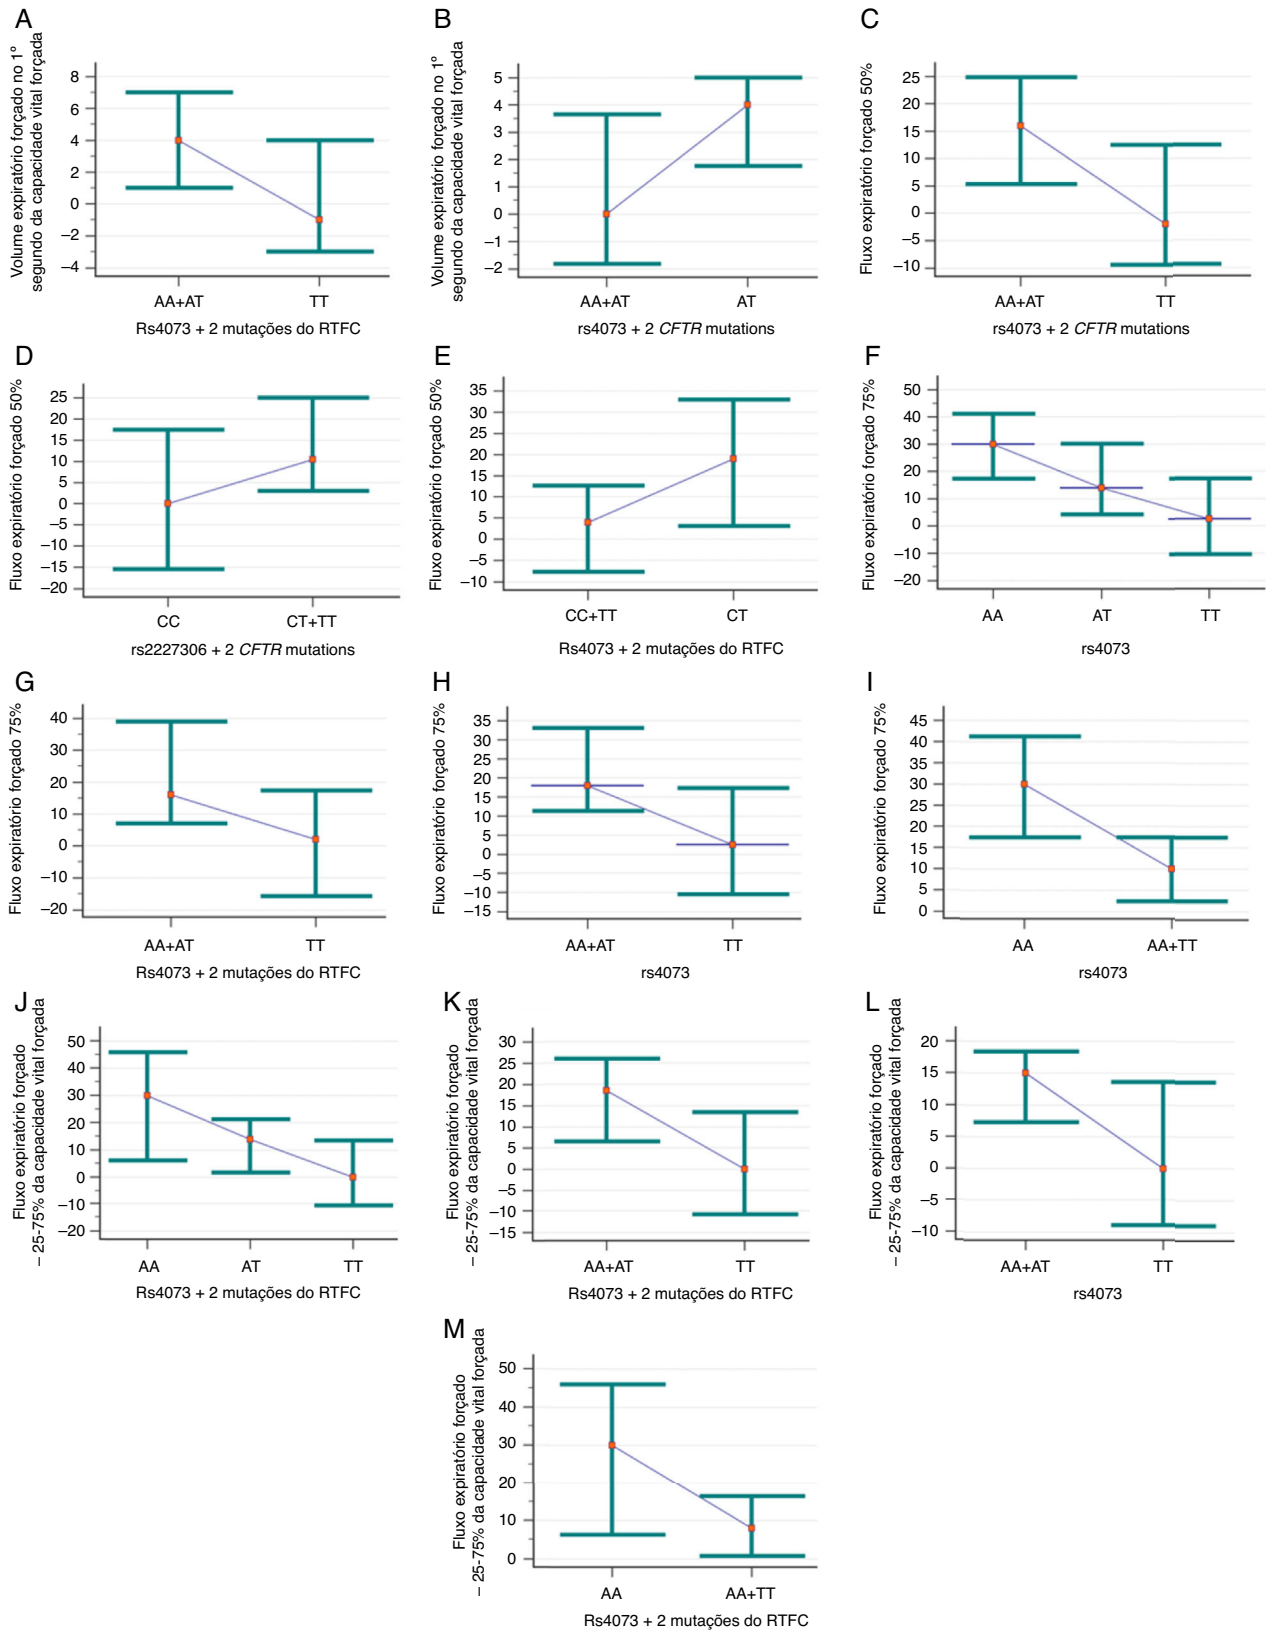 A
Volume expiratório forçado no 1º
segundo da capacidade vital forçada
8
6
4
2
0
–2
–4
AA+AT TT
Rs4073 + 2 mutações do RTFC
B
Volume expiratório forçado no 1º
segundo da capacidade vital forçada
5
4
3
2
1
0
–1
–2
AA+AT AT
rs4073 + 2 CFTR mutations
C
Fluxo expiratório forçado 50%
25
20
15
10
5
0
–5
–10
AA+AT TT
rs4073 + 2 CFTR mutations
D
Fluxo expiratório forçado 50%
25
20
15
10
5
0
–5
–10
–15
–20
CC CT+TT
rs2227306 + 2 CFTR mutations
E
Fluxo expiratório forçado 50%
35
30
25
20
15
10
5
0
–5
–10
CC+TT CT
Rs4073 + 2 mutações do RTFC
F
Fluxo expiratório forçado 75%
50
40
30
20
10
0
–10
–20
AA AT TT
rs4073
G
Fluxo expiratório forçado 75%
40
30
20
10
0
–10
–20
AA+AT TT
Rs4073 + 2 mutações do RTFC
H
Fluxo expiratório forçado 75%
35
30
25
20
15
10
5
0
–5
–10
–15
AA+AT TT
rs4073
I
Fluxo expiratório forçado 75%
45
40
35
30
25
20
15
10
5
0
AA AA+TT
rs4073
J
Fluxo expiratório forçado
– 25-75% da capacidade vital forçada
50
40
30
20
10
0
–10
–20
AA AT TT
Rs4073 + 2 mutações do RTFC
K
Fluxo expiratório forçado
– 25-75% da capacidade vital forçada
30
25
20
15
10
5
0
–5
–10
–15
AA+AT TT
Rs4073 + 2 mutações do RTFC
L
Fluxo expiratório forçado
– 25-75% da capacidade vital forçada
20
15
10
5
0
–5
–10
AA+AT TT
rs4073
M
Fluxo expiratório forçado
– 25-75% da capacidade vital forçada
50
40
30
20
10
0
AA AA+TT
Rs4073 + 2 mutações do RTFC